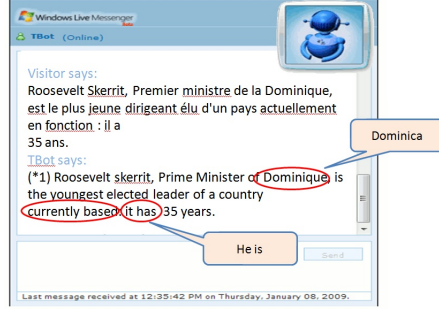 Windows Live Messenger
beta
TBot (Online)
Visitor says:
Roosevelt Skerrit, Premier ministre de la Dominique,
est le plus jeune dirigeant élu d'un pays actuellement
en fonction : il a
35 ans.
TBot says:
(*1) Roosevelt skerrit, Prime Minister of Dominique, is
the youngest elected leader of a country
currently based: it has 35 years.
Dominica
He is
Send
Last message received at 12:35:42 PM on Thursday, January 08, 2009.